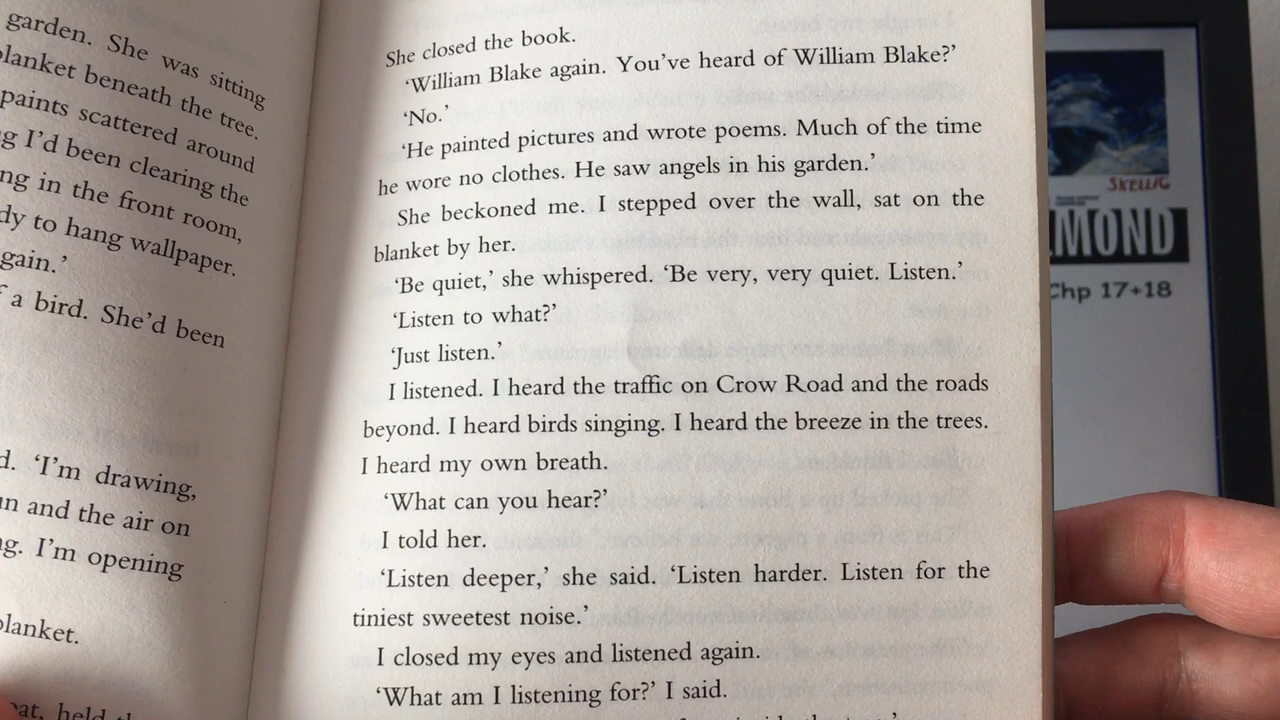 garden. She was sitting
blanket beneath the tree.
paints scattered around
I'd been clearing the
in the front room,
to hang wallpaper.
a bird. She'd been
'I'm drawing,
and the air on
I'm opening
blanket.
held
She closed the book.
'William Blake again. You've heard of William Blake?'
'No.'
'He painted pictures and wrote poems. Much of the time
he wore no clothes. He saw angels in his garden.'
She beckoned me. I stepped over the wall, sat on the
blanket by her.
'Be quiet,' she whispered. 'Be very, very quiet. Listen.'
'Listen to what?'
'Just listen.'
I listened. I heard the traffic on Crow Road and the roads
beyond. I heard birds singing. I heard the breeze in the trees.
I heard my own breath.
'What can you hear?'
I told her.
'Listen deeper,' she said. 'Listen harder. Listen for the
tiniest sweetest noise.'
I closed my eyes and listened again.
'What am I listening for?' I said.
SKELLIG
MOND
Chp 17+18